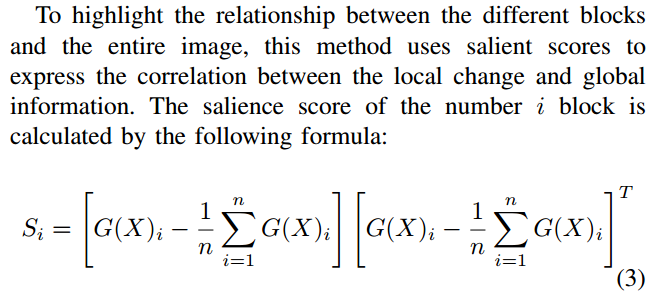 To highlight the relationship between the different blocks
and the entire image, this method uses salient scores to
express the correlation between the local change and global
information. The salience score of the number i block is
calculated by the following formula:
S_i = \left[ G(X)_i - \frac{1}{n} \sum_{i=1}^{n} G(X)_i \right] \left[ G(X)_i - \frac{1}{n} \sum_{i=1}^{n} G(X)_i \right]^T
(3)